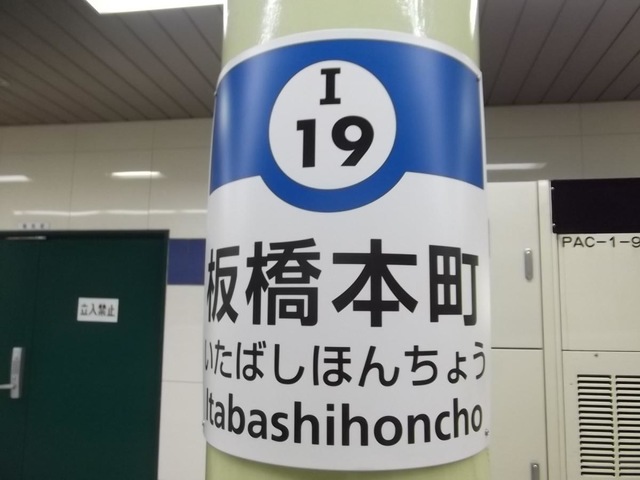 I
19
板橋本町
いたばしほんちょう
Itabashihoncho
立入禁止
PAC-1-9